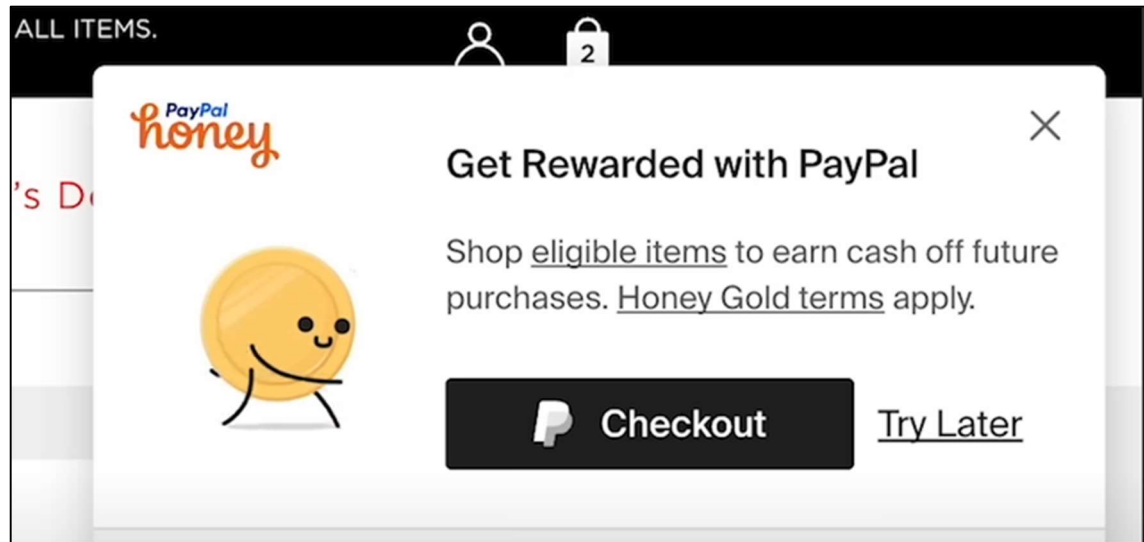 ALL ITEMS.
2
PayPal
honey
Get Rewarded with PayPal
's D
Shop eligible items to earn cash off future
purchases. Honey Gold terms apply.
Checkout
Try Later